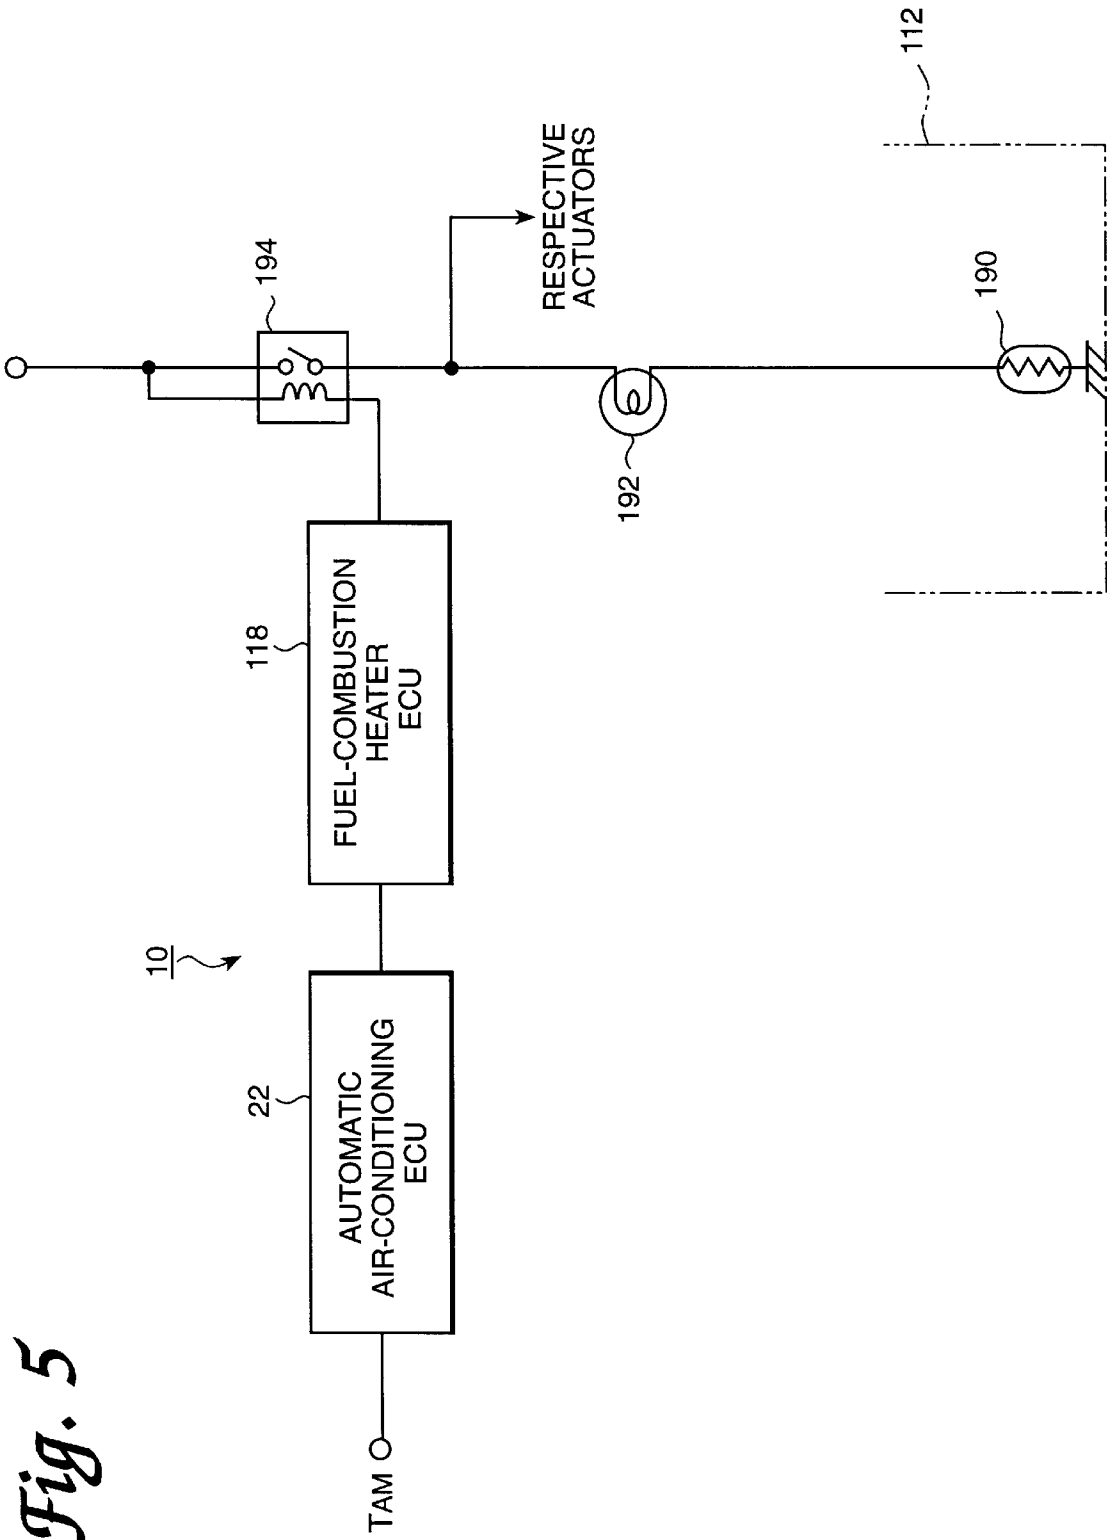 Fig. 5
10
TAM
22
AUTOMATIC
AIR-CONDITIONING
ECU
118
FUEL-COMBUSTION
HEATER
ECU
194
RESPECTIVE
ACTUATORS
192
190
112